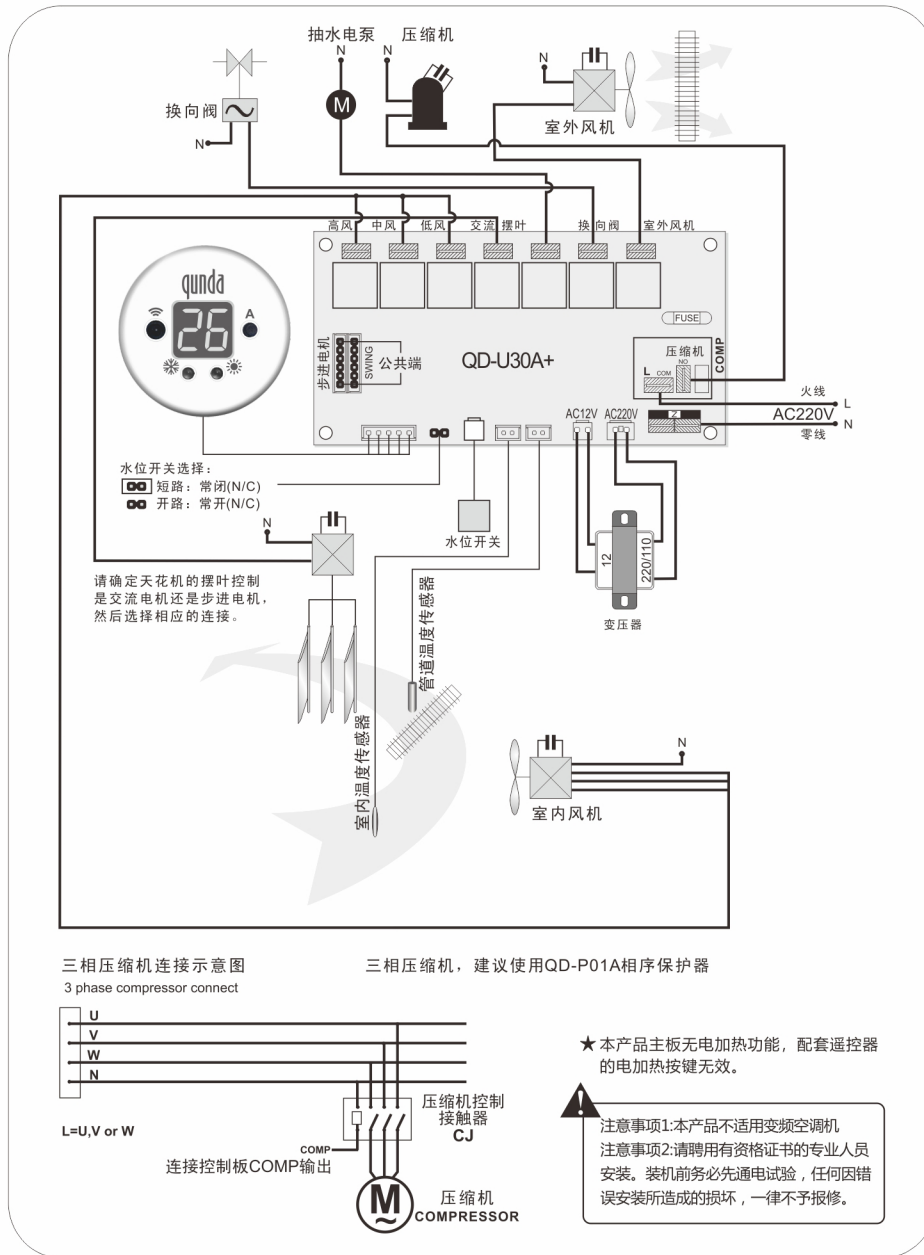 抽水电泵
压缩机
N
N
N
换向阀
N
M
室外风机
高风
中风
低风
交流 摆叶
换向阀
室外风机
qunda
26
A
FUSE
步进电机
SWING
公共端
QD-U30A+
压缩机
L
COM
NO
COMP
火线
L
AC220V
N
零线
AC12V
AC220V
N
水位开关选择：
短路：常闭(N/C)
开路：常开(N/C)
水位开关
N
12
220/110
变压器
请确定天花机的摆叶控制
是交流电机还是步进电机，
然后选择相应的连接。
管道温度传感器
室内温度传感器
N
室内风机
三相压缩机连接示意图
三相压缩机，建议使用QD-P01A相序保护器
3 phase compressor connect
U
V
W
N
L=U,V or W
压缩机控制
接触器
CJ
COMP
连接控制板COMP输出
M
压缩机
COMPRESSOR
★本产品主板无电加热功能，配套遥控器
的电加热按键无效。
注意事项1:本产品不适用变频空调机
注意事项2:请聘用有资格证书的专业人员
安装。装机前务必先通电试验，任何因错
误安装所造成的损坏，一律不予报修。